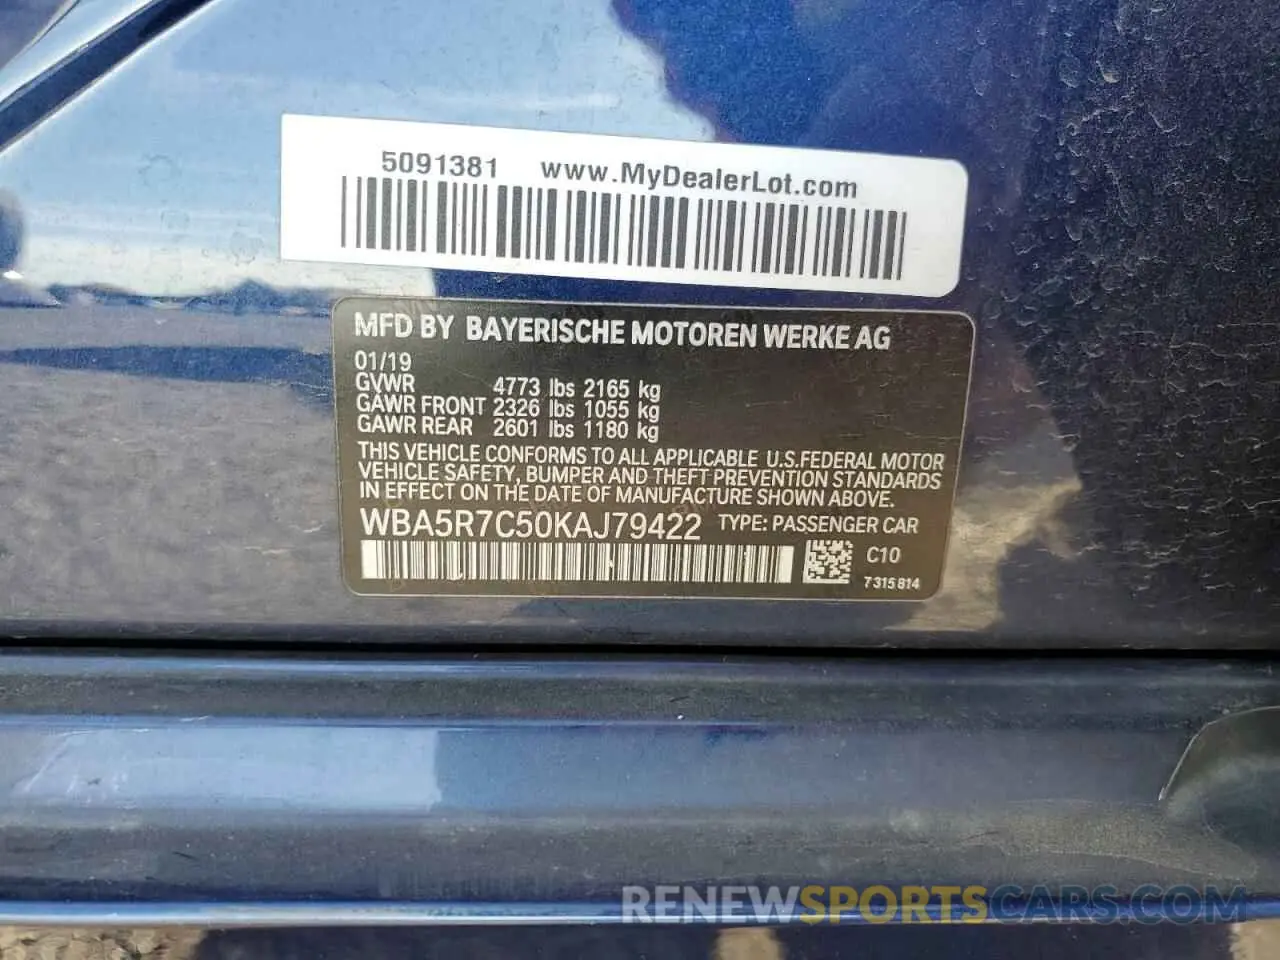 5091381 www.MyDealerLot.com
MFD BY BAYERISCHE MOTOREN WERKE AG
01/19
GVWR 4773 lbs 2165 kg
GAWR FRONT 2326 lbs 1055 kg
GAWR REAR 2601 lbs 1180 kg
THIS VEHICLE CONFORMS TO ALL APPLICABLE U.S.FEDERAL MOTOR
VEHICLE SAFETY, BUMPER AND THEFT PREVENTION STANDARDS
IN EFFECT ON THE DATE OF MANUFACTURE SHOWN ABOVE.
WBA5R7C50KAJ79422 TYPE: PASSENGER CAR
C10
7315814
RENEWSPORTSCARS.COM